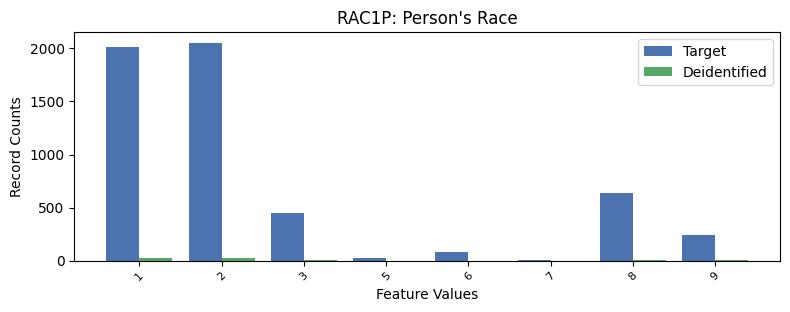 RAC1P: Person's Race
Target
Deidentified
Record Counts
2000
1500
1000
500
0
1 2 3 5 6 7 8 9
Feature Values